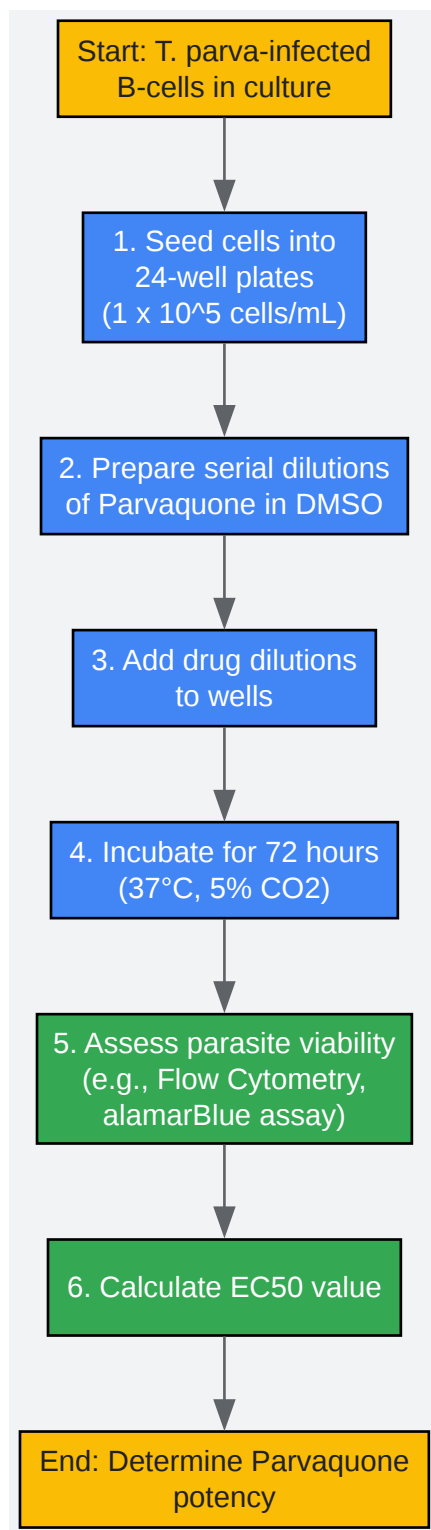 Start: T. parva-infected
B-cells in culture
1. Seed cells into
24-well plates
(1 x 10^5 cells/mL)
2. Prepare serial dilutions
of Parvaquone in DMSO
3. Add drug dilutions
to wells
4. Incubate for 72 hours
(37°C, 5% CO2)
5. Assess parasite viability
(e.g., Flow Cytometry,
alamarBlue assay)
6. Calculate EC50 value
End: Determine Parvaquone
potency